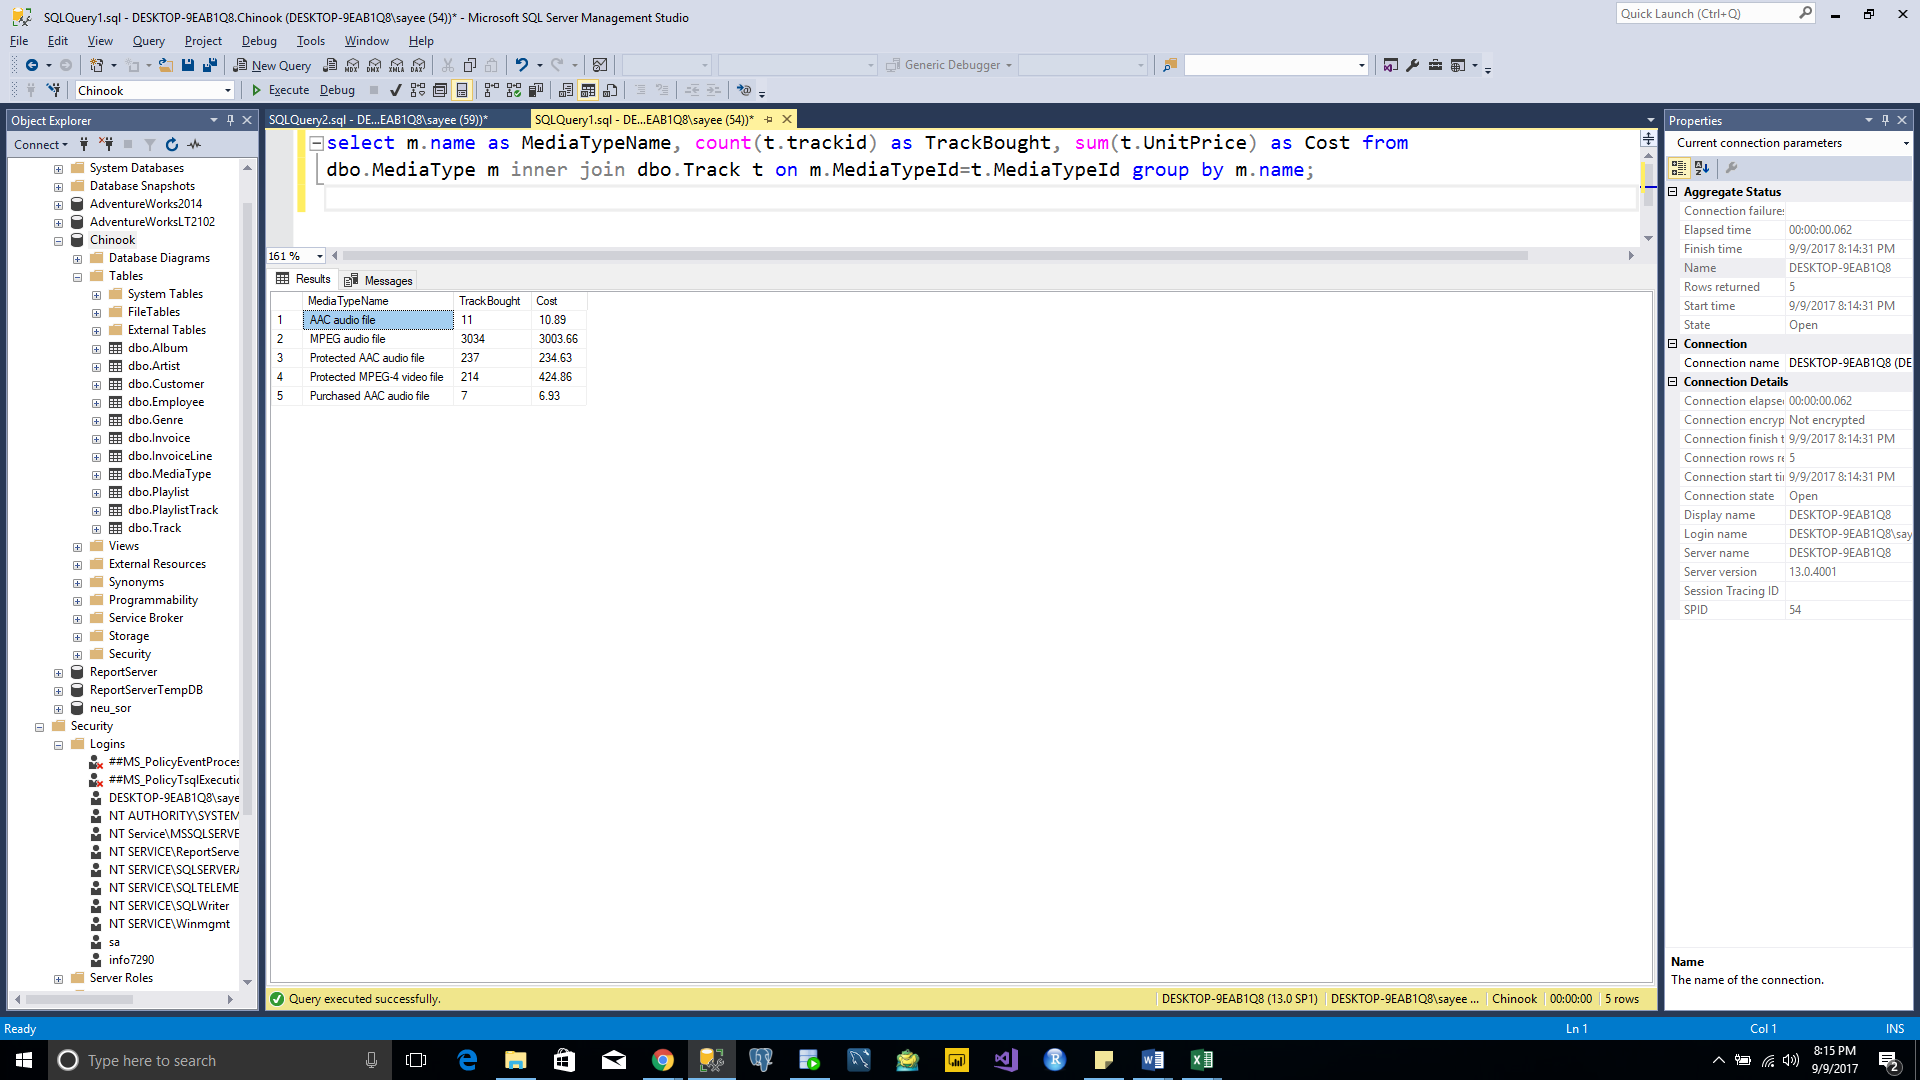 SQLQuery1.sql - DESKTOP-9EAB1Q8.Chinook (DESKTOP-9EAB1Q8\sayee (54))* - Microsoft SQL Server Management Studio
Quick Launch (Ctrl+Q)
File Edit View Query Project Debug Tools Window Help
New Query
MDX DMX XMLA DAX
Generic Debugger
Chinook
Execute Debug
Object Explorer
Connect
System Databases
Database Snapshots
AdventureWorks2014
AdventureWorksLT2102
Chinook
Database Diagrams
Tables
System Tables
FileTables
External Tables
dbo.Album
dbo.Artist
dbo.Customer
dbo.Employee
dbo.Genre
dbo.Invoice
dbo.InvoiceLine
dbo.MediaType
dbo.Playlist
dbo.PlaylistTrack
dbo.Track
Views
External Resources
Synonyms
Programmability
Service Broker
Storage
Security
ReportServer
ReportServerTempDB
neu_sor
Security
Logins
##MS_PolicyEventProces
##MS_PolicyTsqlExecutio
DESKTOP-9EAB1Q8\saye
NT AUTHORITY\SYSTEM
NT Service\MSSQLSERVE
NT SERVICE\ReportServe
NT SERVICE\SQLSERVERA
NT SERVICE\SQLTELEME
NT SERVICE\SQLWriter
NT SERVICE\Winmgmt
sa
info7290
Server Roles
SQLQuery2.sql - DE...EAB1Q8\sayee (59))*
SQLQuery1.sql - DE...EAB1Q8\sayee (54))*
select m.name as MediaTypeName, count(t.trackid) as TrackBought, sum(t.UnitPrice) as Cost from
dbo.MediaType m inner join dbo.Track t on m.MediaTypeId=t.MediaTypeId group by m.name;
161 %
Results Messages
MediaTypeName TrackBought Cost
1 AAC audio file 11 10.89
2 MPEG audio file 3034 3003.66
3 Protected AAC audio file 237 234.63
4 Protected MPEG-4 video file 214 424.86
5 Purchased AAC audio file 7 6.93
Query executed successfully.
DESKTOP-9EAB1Q8 (13.0 SP1) DESKTOP-9EAB1Q8\sayee ... Chinook 00:00:00 5 rows
Properties
Current connection parameters
Aggregate Status
Connection failures
Elapsed time 00:00:00.062
Finish time 9/9/2017 8:14:31 PM
Name DESKTOP-9EAB1Q8
Rows returned 5
Start time 9/9/2017 8:14:31 PM
State Open
Connection
Connection name DESKTOP-9EAB1Q8 (DE
Connection Details
Connection elapse 00:00:00.062
Connection encryp Not encrypted
Connection finish t 9/9/2017 8:14:31 PM
Connection rows re 5
Connection start ti 9/9/2017 8:14:31 PM
Connection state Open
Display name DESKTOP-9EAB1Q8
Login name DESKTOP-9EAB1Q8\say
Server name DESKTOP-9EAB1Q8
Server version 13.0.4001
Session Tracing ID
SPID 54
Name
The name of the connection.
Ready
Ln 1 Col 1 INS
Type here to search
8:15 PM
9/9/2017
2